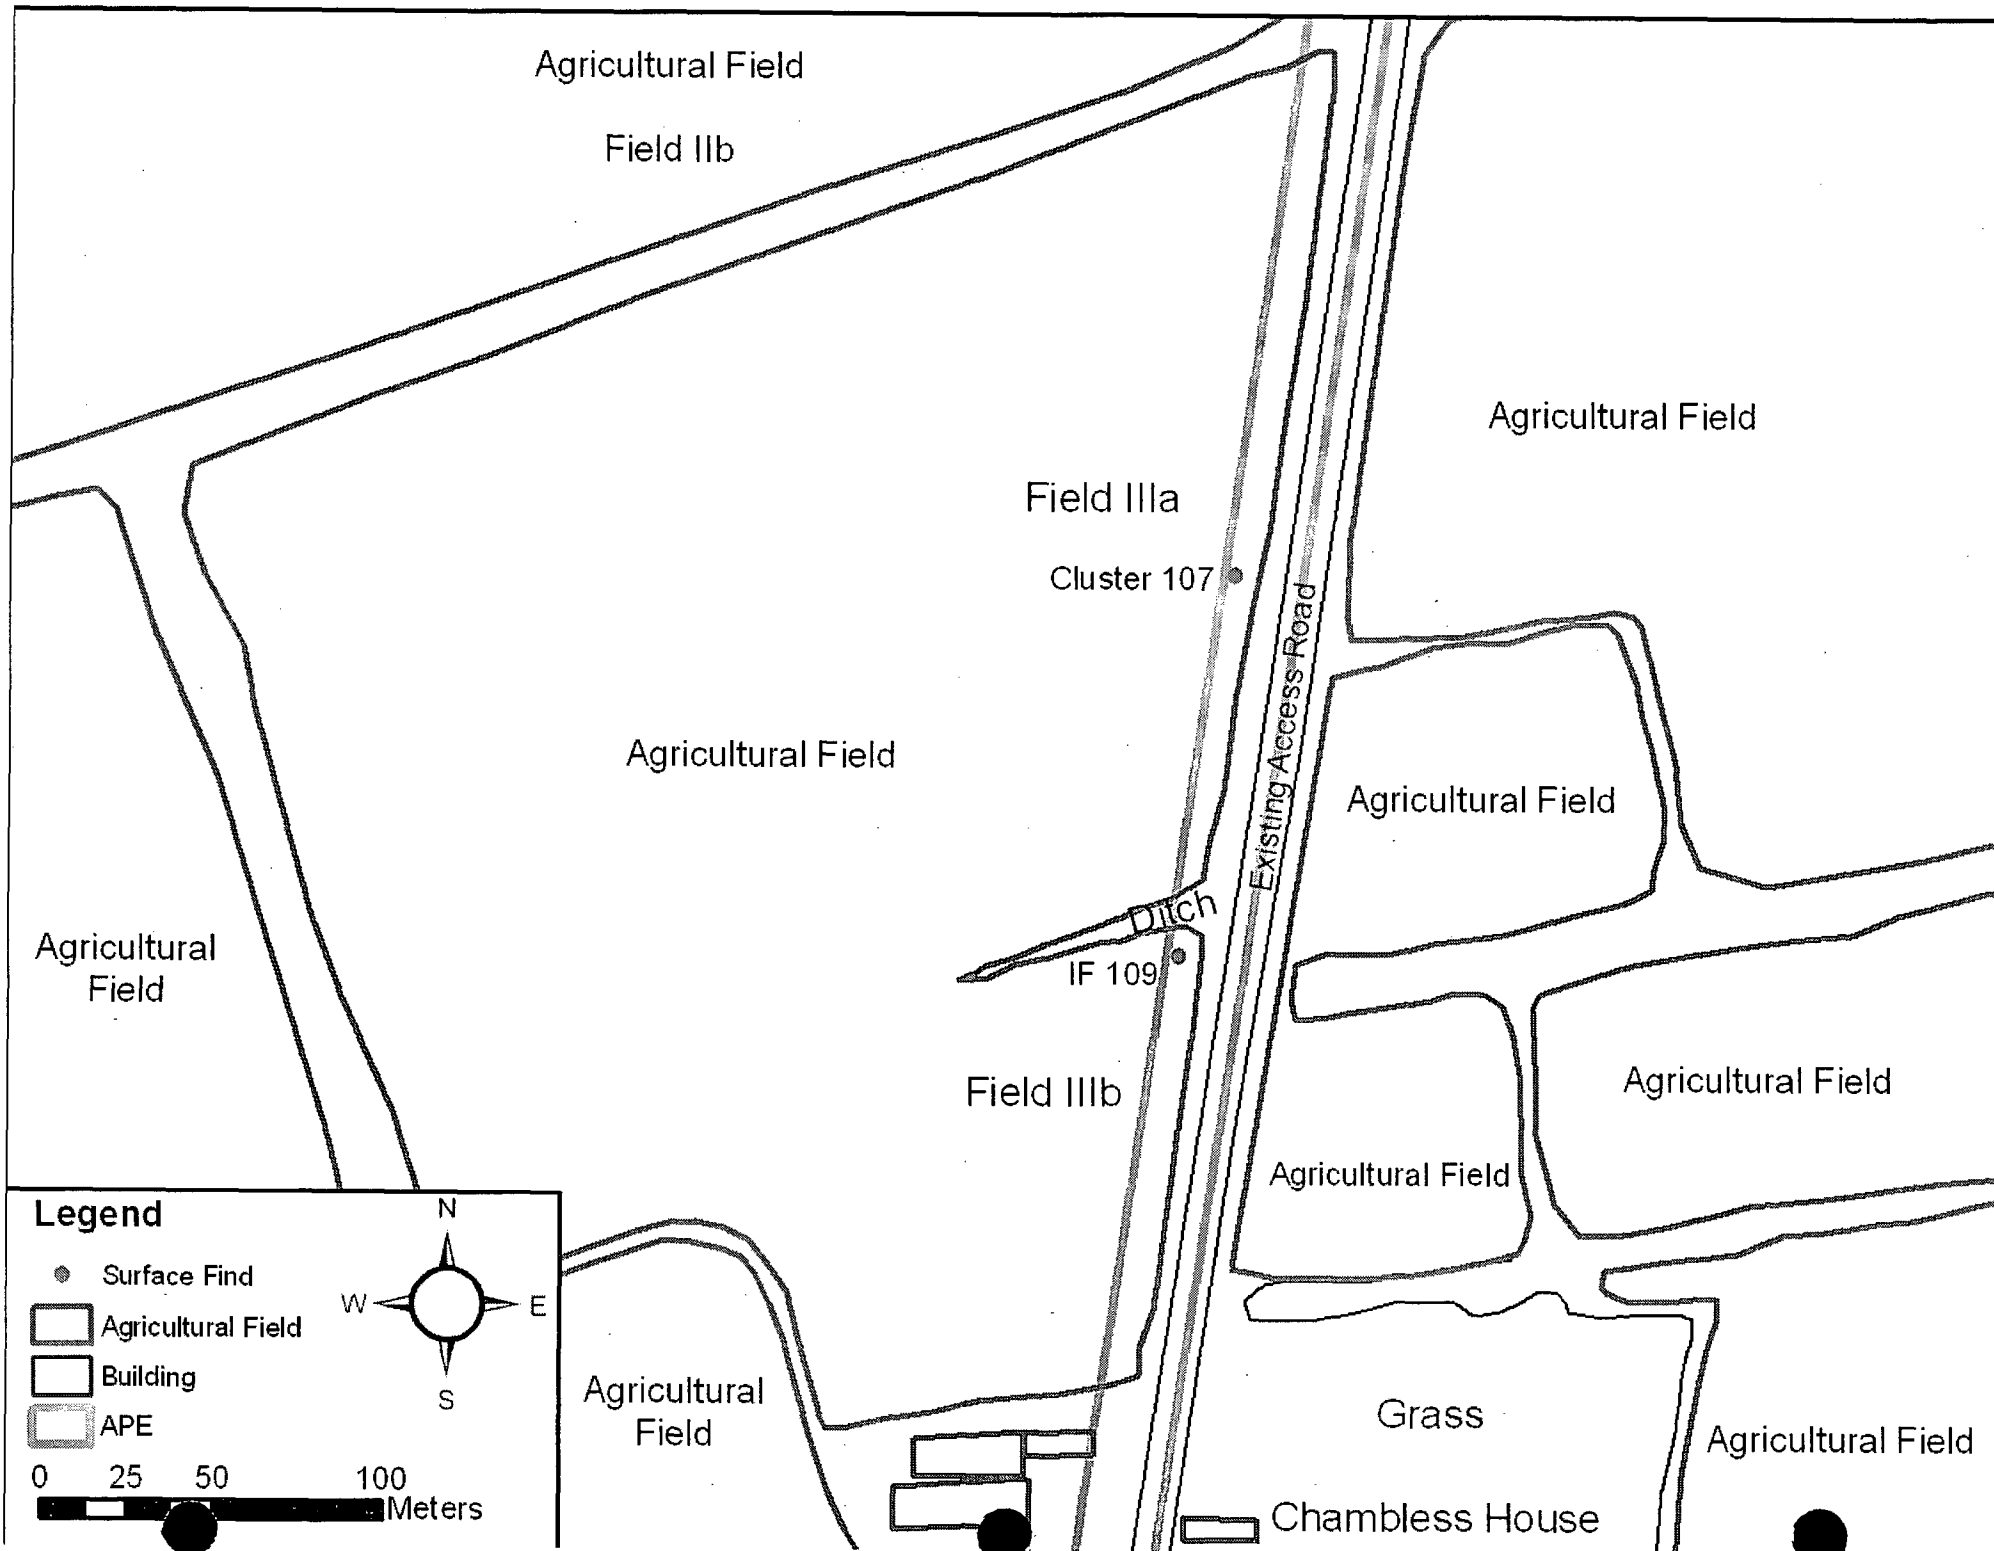 Agricultural Field
Field IIb
Agricultural Field
Field IIIa
Cluster 107
Existing Access Road
Agricultural Field
Agricultural Field
Ditch
IF 109
Agricultural
Field
Field IIIb
Agricultural Field
Agricultural Field
Legend
Surface Find
Agricultural Field
Building
APE
N
W
E
S
0 25 50 100
Meters
Agricultural
Field
Grass
Agricultural Field
Chambless House